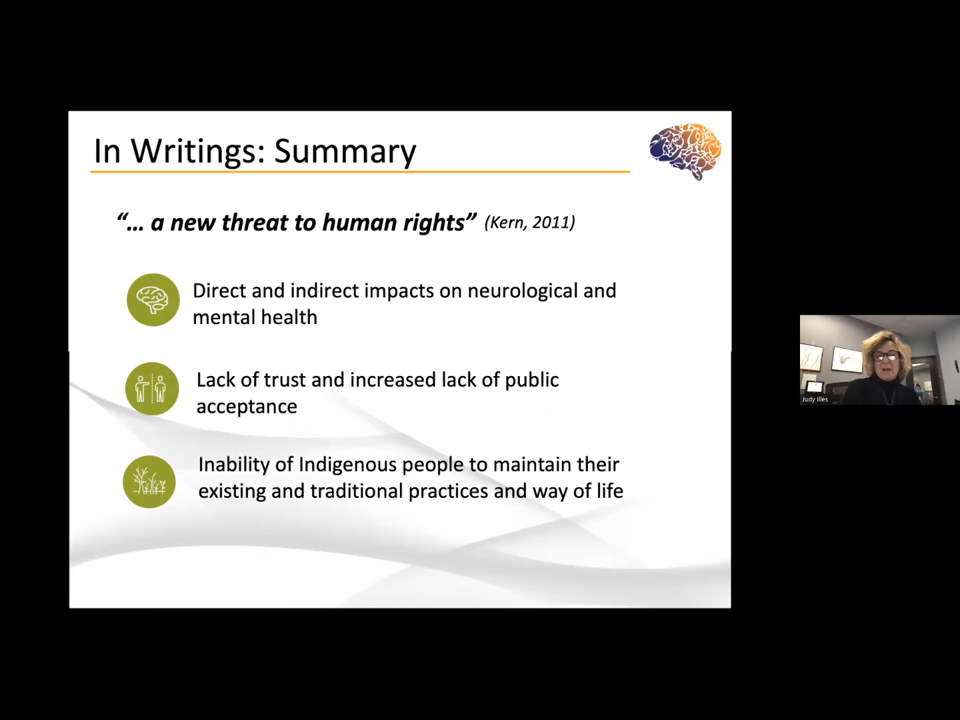 In Writings: Summary
“… a new threat to human rights” (Kern, 2011)
Direct and indirect impacts on neurological and
mental health
Lack of trust and increased lack of public
acceptance
Inability of Indigenous people to maintain their
existing and traditional practices and way of life
Judy Illes